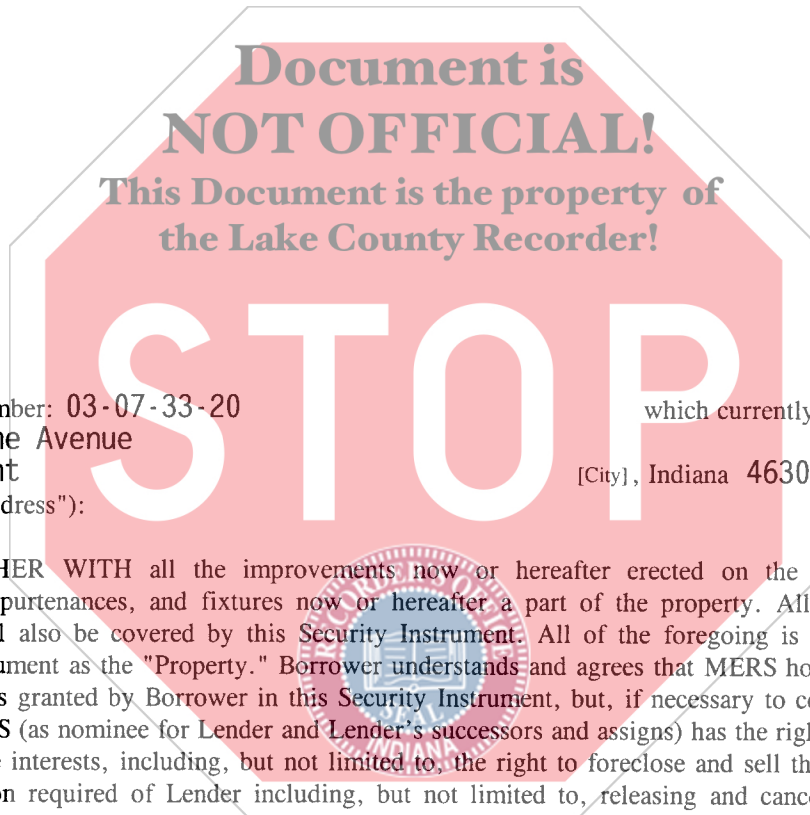 Document is
NOT OFFICIAL!
This Document is the property of
the Lake County Recorder!
STOP
mber: 03-07-33-20 which currently
ne Avenue
nt [City], Indiana 4630
dress"):
HER WITH all the improvements now or hereafter erected on the
purtenances, and fixtures now or hereafter a part of the property. All
l also be covered by this Security Instrument. All of the foregoing is
ument as the "Property." Borrower understands and agrees that MERS ho
s granted by Borrower in this Security Instrument, but, if necessary to c
S (as nominee for Lender and Lender's successors and assigns) has the righ
e interests, including, but not limited to, the right to foreclose and sell th
on required of Lender including, but not limited to, releasing and cance
RECORDER'S OFFICE
SEAL
INDIANA